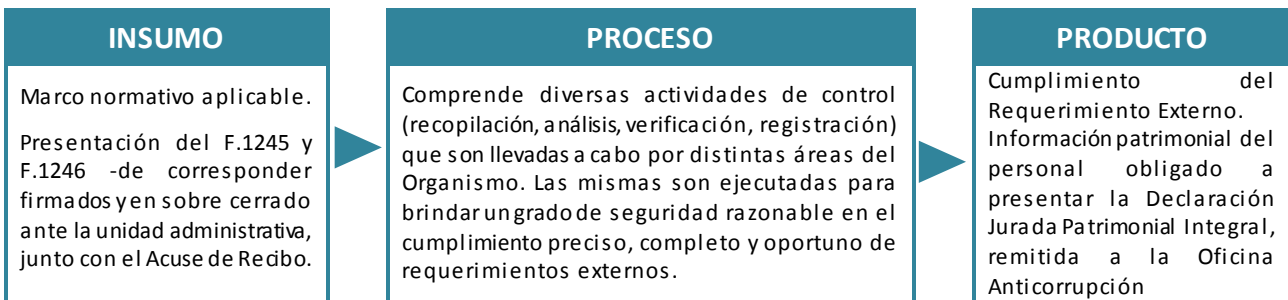 INSUMO
Marco normativo aplicable.
Presentación del F.1245 y
F.1246 -de corresponder
firmados y en sobre cerrado
ante la unidad administrativa,
junto con el Acuse de Recibo.
PROCESO
Comprende diversas actividades de control
(recopilación, análisis, verificación, registración)
que son llevadas a cabo por distintas áreas del
Organismo. Las mismas son ejecutadas para
brindar un grado de seguridad razonable en el
cumplimiento preciso, completo y oportuno de
requerimientos externos.
PRODUCTO
Cumplimiento del
Requerimiento Externo.
Información patrimonial del
personal obligado a
presentar la Declaración
Jurada Patrimonial Integral,
remitida a la Oficina
Anticorrupción